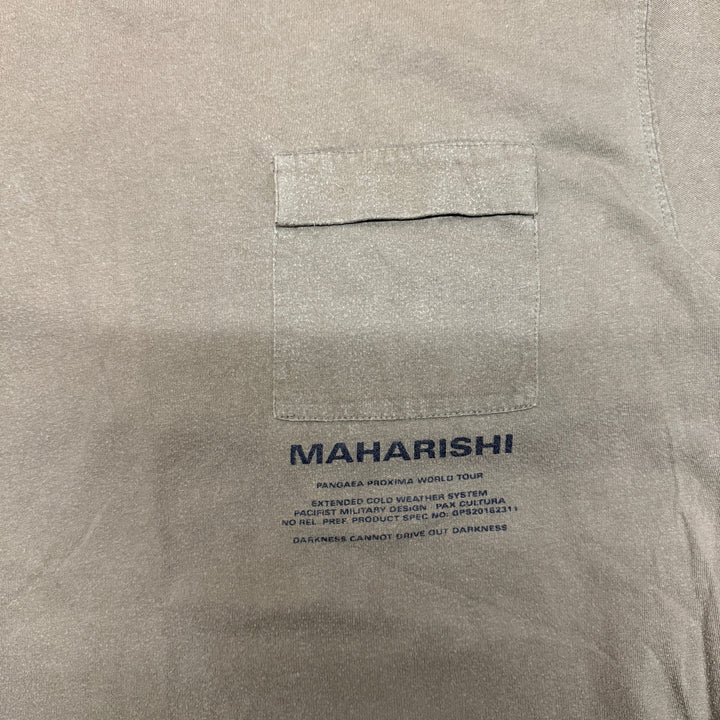 MAHARISHI
PANGAEA PROXIMA WORLD TOUR
EXTENDED COLD WEATHER SYSTEM
PACIFIST MILITARY DESIGN PAX CULTURA
NO REL. PREF. PRODUCT SPEC NO: GPS20182311
DARKNESS CANNOT DRIVE OUT DARKNESS